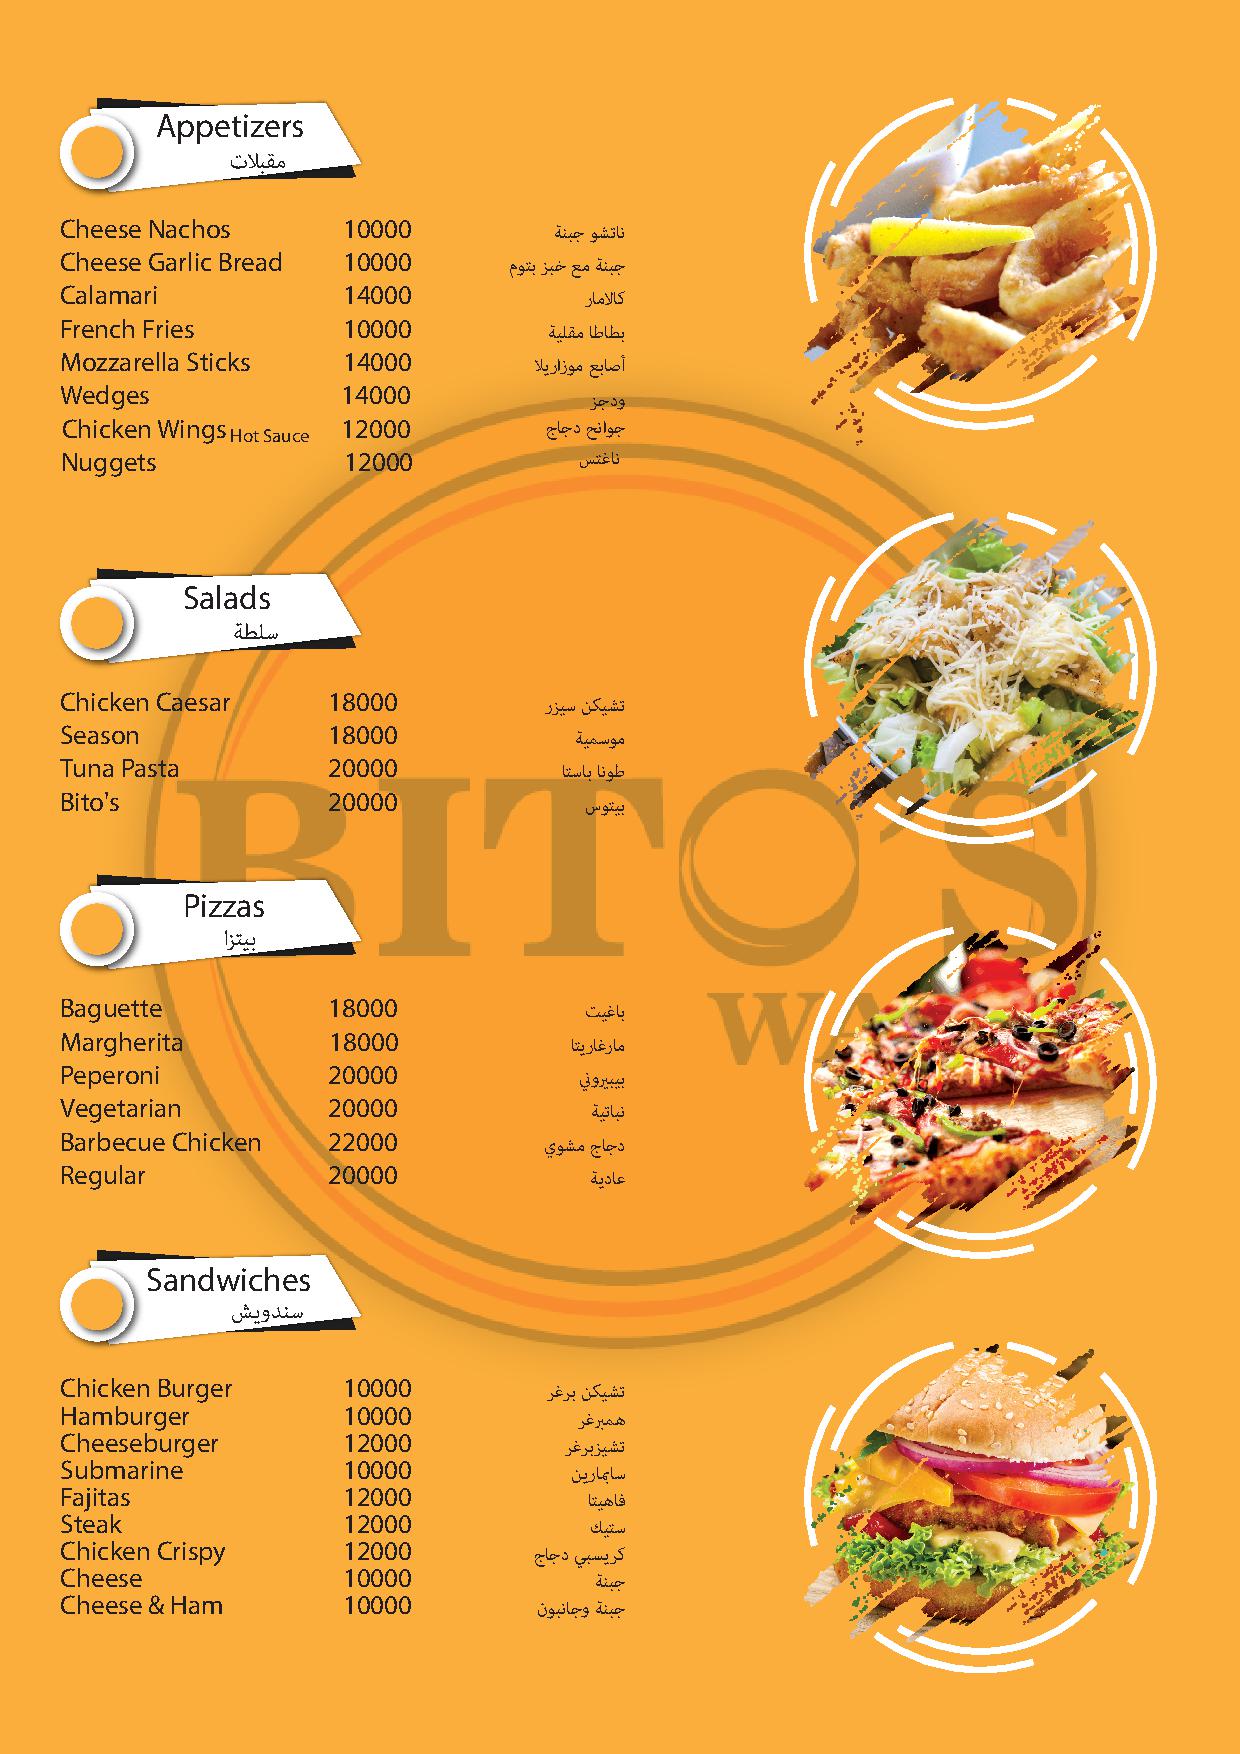 Appetizers
مقبلات
Cheese Nachos 10000 ناتشو جبنة
Cheese Garlic Bread 10000 جبنة مع خبز بتوم
Calamari 14000 كالامار
French Fries 10000 بطاطا مقلية
Mozzarella Sticks 14000 أصابع موزاريلا
Wedges 14000 ودجز
Chicken Wings Hot Sauce 12000 جوانح دجاج
Nuggets 12000 ناغتس
Salads
سلطة
Chicken Caesar 18000 تشيكن سيزر
Season 18000 موسمية
Tuna Pasta 20000 طونا باستا
Bito's 20000 بيتوس
BITO'S
Pizzas
بيتزا
Baguette 18000 باغيت
Margherita 18000 مارغاريتا
Peperoni 20000 بيبيروني
Vegetarian 20000 نباتية
Barbecue Chicken 22000 دجاج مشوي
Regular 20000 عادية
Sandwiches
سندويش
Chicken Burger 10000 تشيكن برغر
Hamburger 10000 همبرغر
Cheeseburger 12000 تشيزبرغر
Submarine 10000 سابمارين
Fajitas 12000 فاهيتا
Steak 12000 ستيك
Chicken Crispy 12000 كريسبي دجاج
Cheese 10000 جبنة
Cheese & Ham 10000 جبنة وجانبون